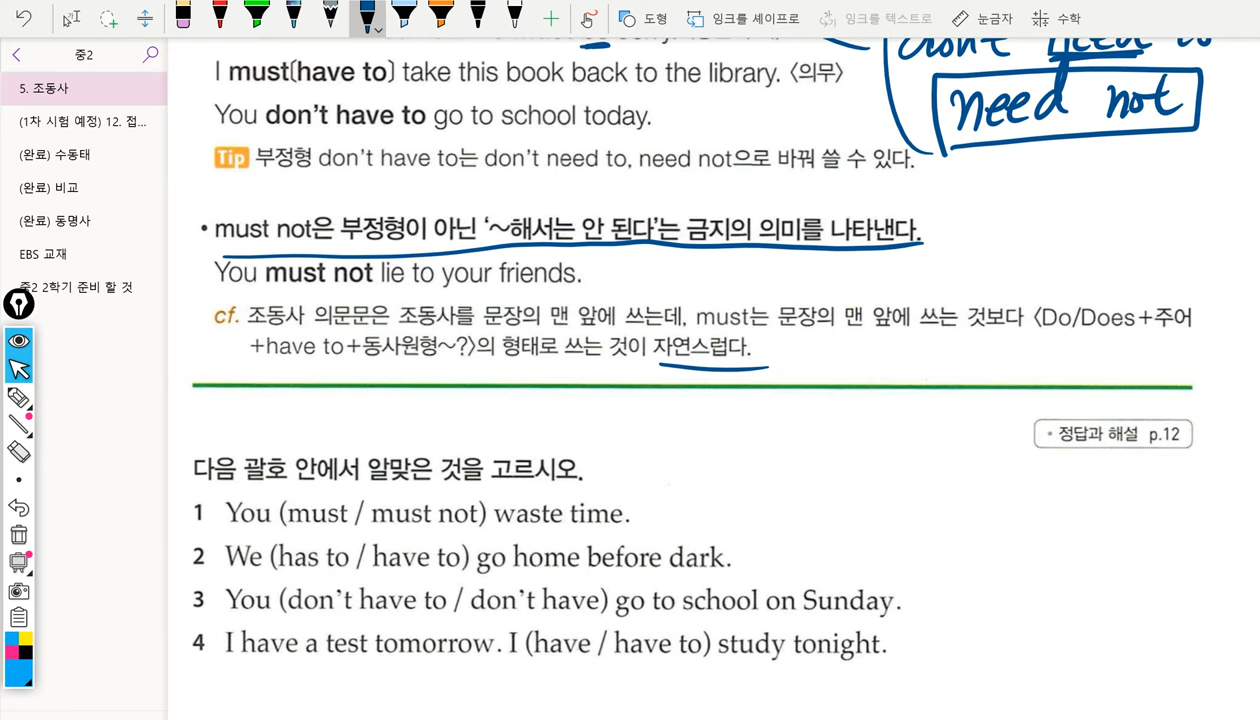 도형
잉크를 셰이프로
잉크를 텍스트로
눈금자
수학
중2
5. 조동사
(1차 시험 예정) 12. 접...
(완료) 수동태
(완료) 비교
(완료) 동명사
EBS 교재
중2 2학기 준비 할 것
don't need to
need not
I must(have to) take this book back to the library. 〈의무〉
You don't have to go to school today.
Tip 부정형 don't have to는 don't need to, need not으로 바꿔 쓸 수 있다.
• must not은 부정형이 아닌 '~해서는 안 된다'는 금지의 의미를 나타낸다.
You must not lie to your friends.
cf. 조동사 의문문은 조동사를 문장의 맨 앞에 쓰는데, must는 문장의 맨 앞에 쓰는 것보다 〈Do/Does+주어
+have to+동사원형~?〉의 형태로 쓰는 것이 자연스럽다.
• 정답과 해설 p.12
다음 괄호 안에서 알맞은 것을 고르시오.
1 You (must / must not) waste time.
2 We (has to / have to) go home before dark.
3 You (don't have to / don't have) go to school on Sunday.
4 I have a test tomorrow. I (have / have to) study tonight.